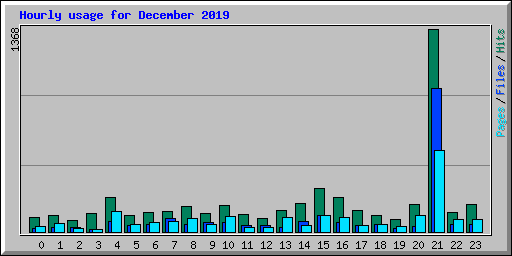 Hourly usage for December 2019
1368
Pages / Files / Hits
0 1 2 3 4 5 6 7 8 9 10 11 12 13 14 15 16 17 18 19 20 21 22 23